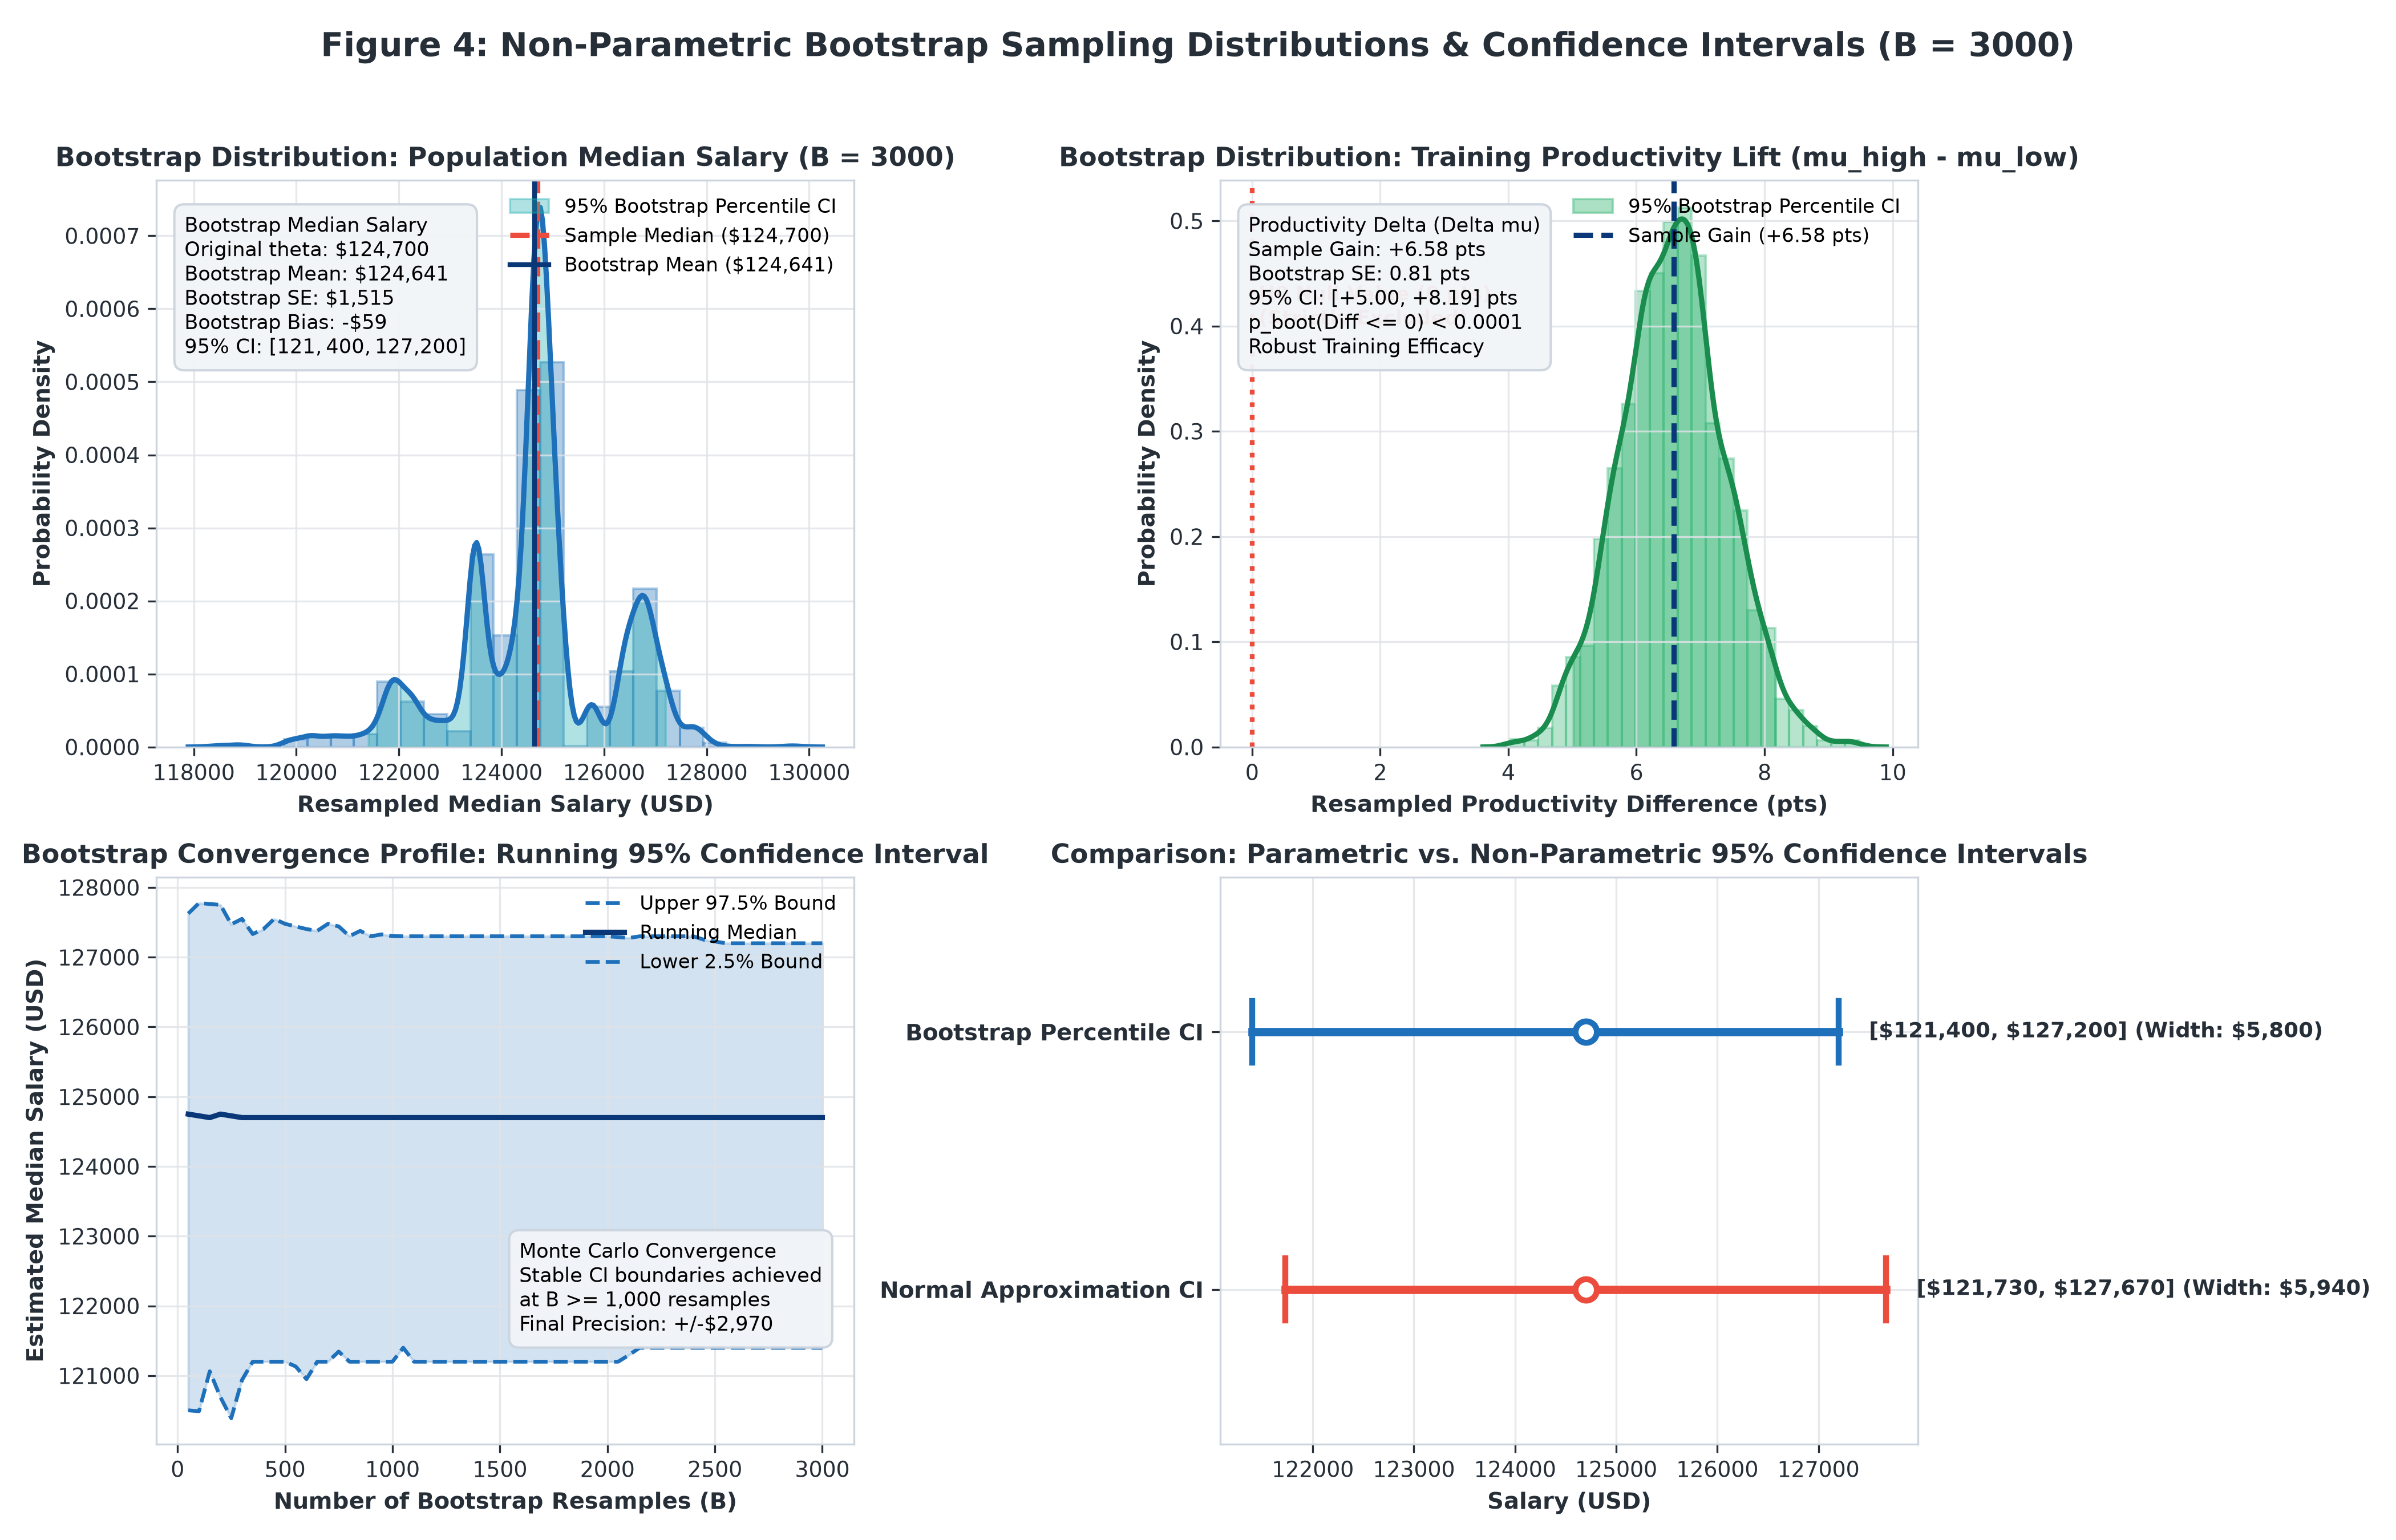 Figure 4: Non-Parametric Bootstrap Sampling Distributions & Confidence Intervals (B = 3000)
Bootstrap Distribution: Population Median Salary (B = 3000)
Probability Density
0.0007
0.0006
0.0005
0.0004
0.0003
0.0002
0.0001
0.0000
Bootstrap Median Salary
Original theta: $124,700
Bootstrap Mean: $124,641
Bootstrap SE: $1,515
Bootstrap Bias: -$59
95% CI: [121,400,127,200]
95% Bootstrap Percentile CI
Sample Median ($124,700)
Bootstrap Mean ($124,641)
118000 120000 122000 124000 126000 128000 130000
Resampled Median Salary (USD)
Bootstrap Distribution: Training Productivity Lift (mu_high - mu_low)
Probability Density
0.5
0.4
0.3
0.2
0.1
0.0
Productivity Delta (Delta mu)
Sample Gain: +6.58 pts
Bootstrap SE: 0.81 pts
95% CI: [+5.00, +8.19] pts
p_boot(Diff <= 0) < 0.0001
Robust Training Efficacy
95% Bootstrap Percentile CI
Sample Gain (+6.58 pts)
0 2 4 6 8 10
Resampled Productivity Difference (pts)
Bootstrap Convergence Profile: Running 95% Confidence Interval
Estimated Median Salary (USD)
128000
127000
126000
125000
124000
123000
122000
121000
Upper 97.5% Bound
Running Median
Lower 2.5% Bound
Monte Carlo Convergence
Stable CI boundaries achieved
at B >= 1,000 resamples
Final Precision: +/-$2,970
0 500 1000 1500 2000 2500 3000
Number of Bootstrap Resamples (B)
Comparison: Parametric vs. Non-Parametric 95% Confidence Intervals
Bootstrap Percentile CI
[$121,400, $127,200] (Width: $5,800)
Normal Approximation CI
[$121,730, $127,670] (Width: $5,940)
122000 123000 124000 125000 126000 127000
Salary (USD)